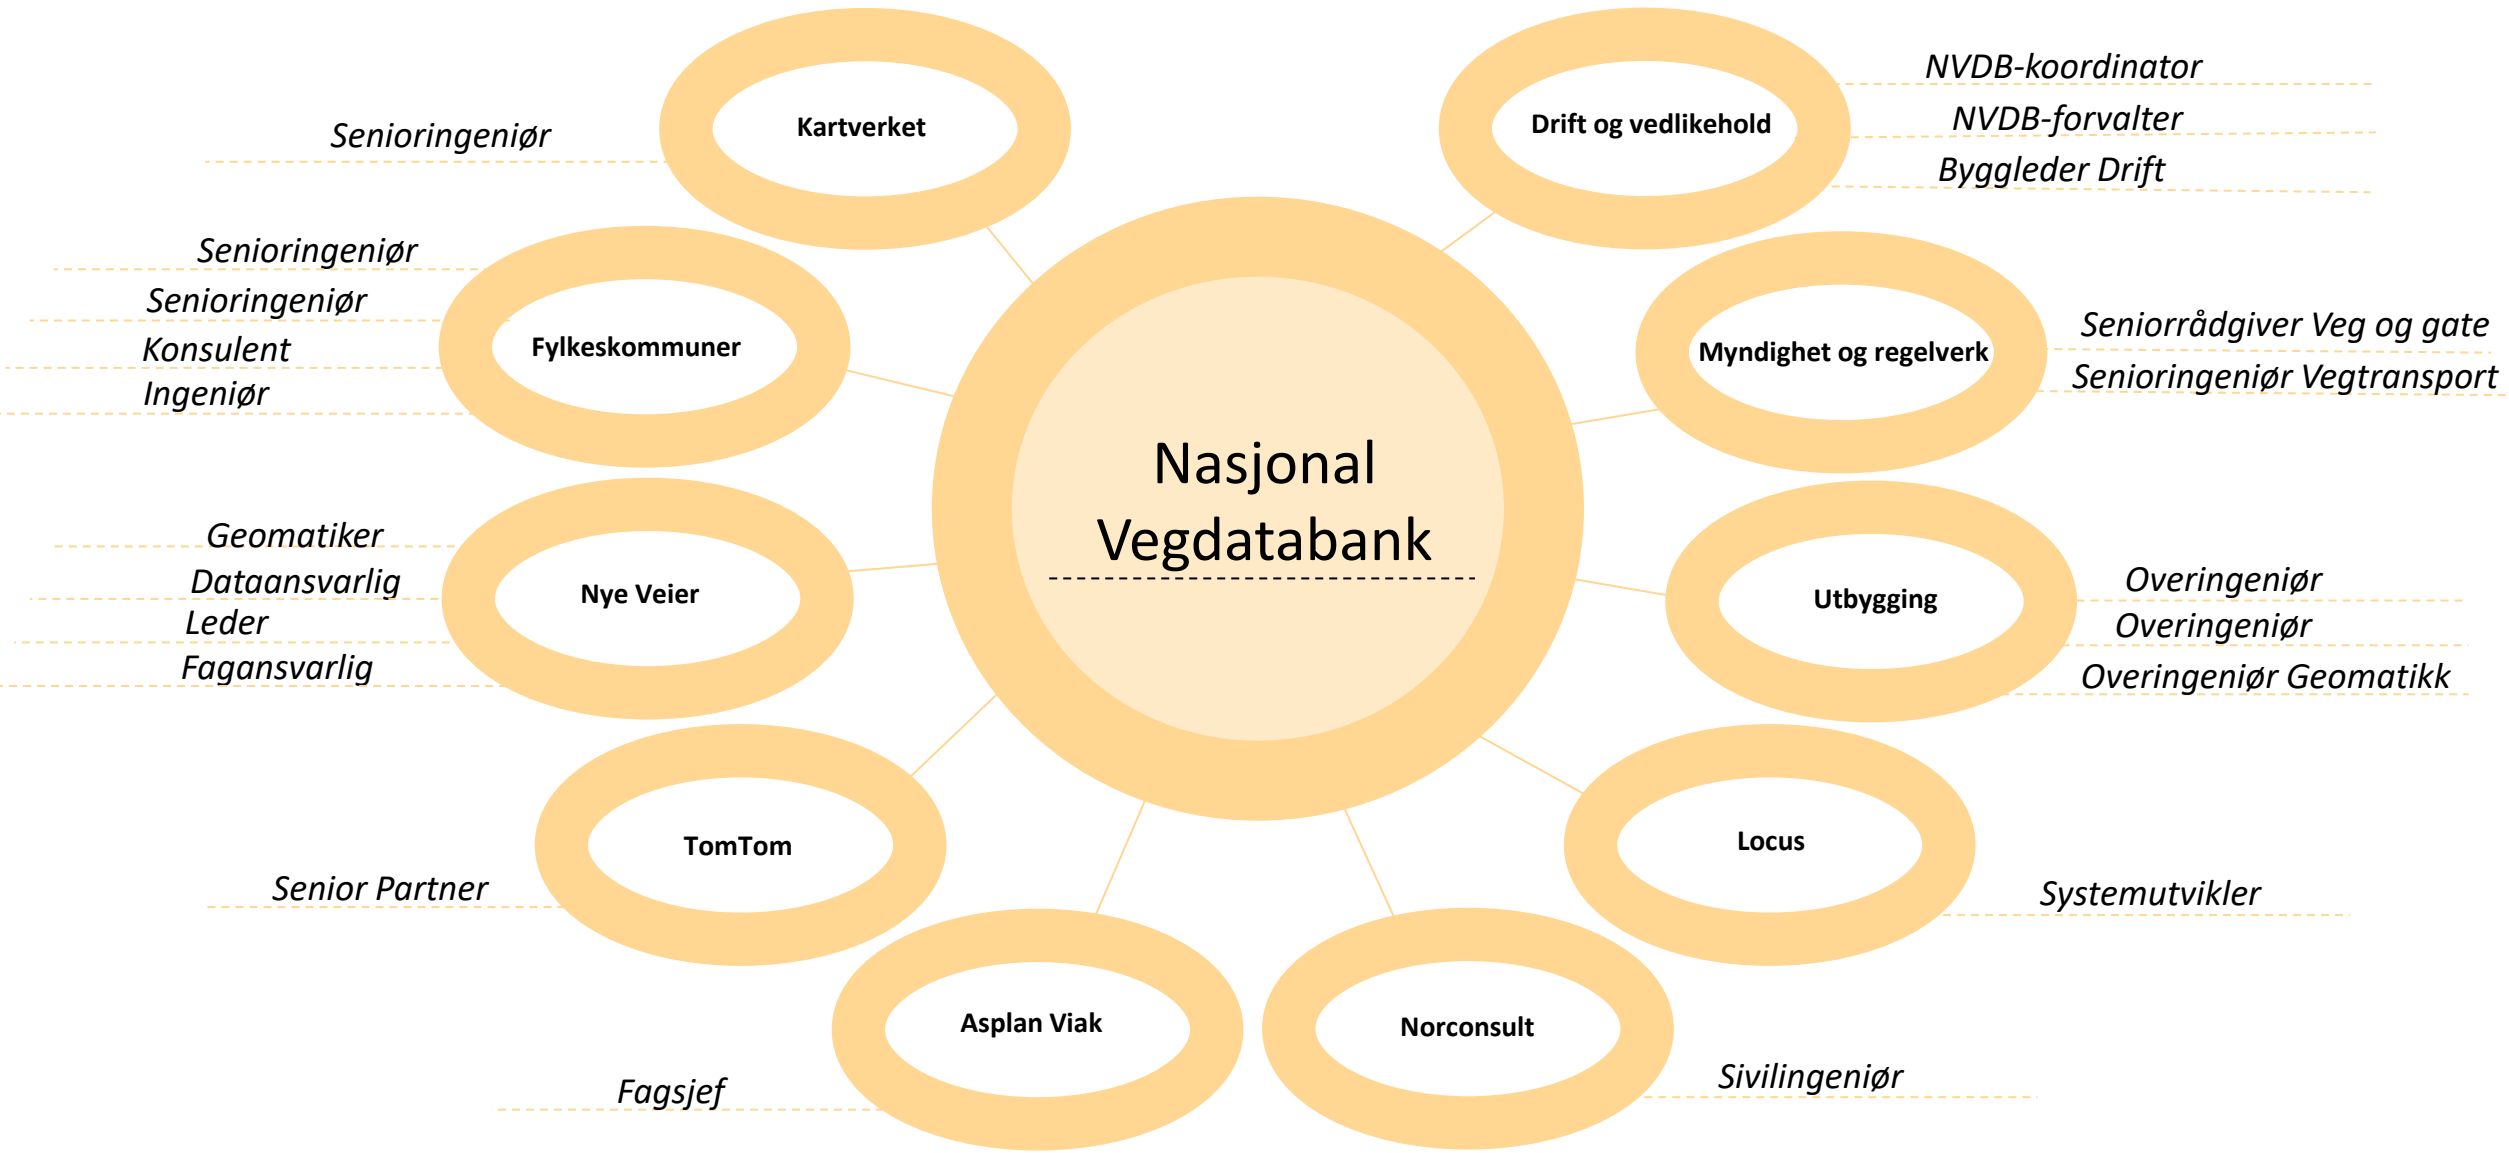 Kartverket
Senioringeniør
Fylkeskommuner
Senioringeniør
Senioringeniør
Konsulent
Ingeniør
Nye Veier
Geomatiker
Dataansvarlig
Leder
Fagansvarlig
TomTom
Senior Partner
Asplan Viak
Fagsjef
Nasjonal
Vegdatabank
Drift og vedlikehold
NVDB-koordinator
NVDB-forvalter
Byggleder Drift
Myndighet og regelverk
Seniorrådgiver Veg og gate
Senioringeniør Vegtransport
Utbygging
Overingeniør
Overingeniør
Overingeniør Geomatikk
Locus
Systemutvikler
Norconsult
Sivilingeniør